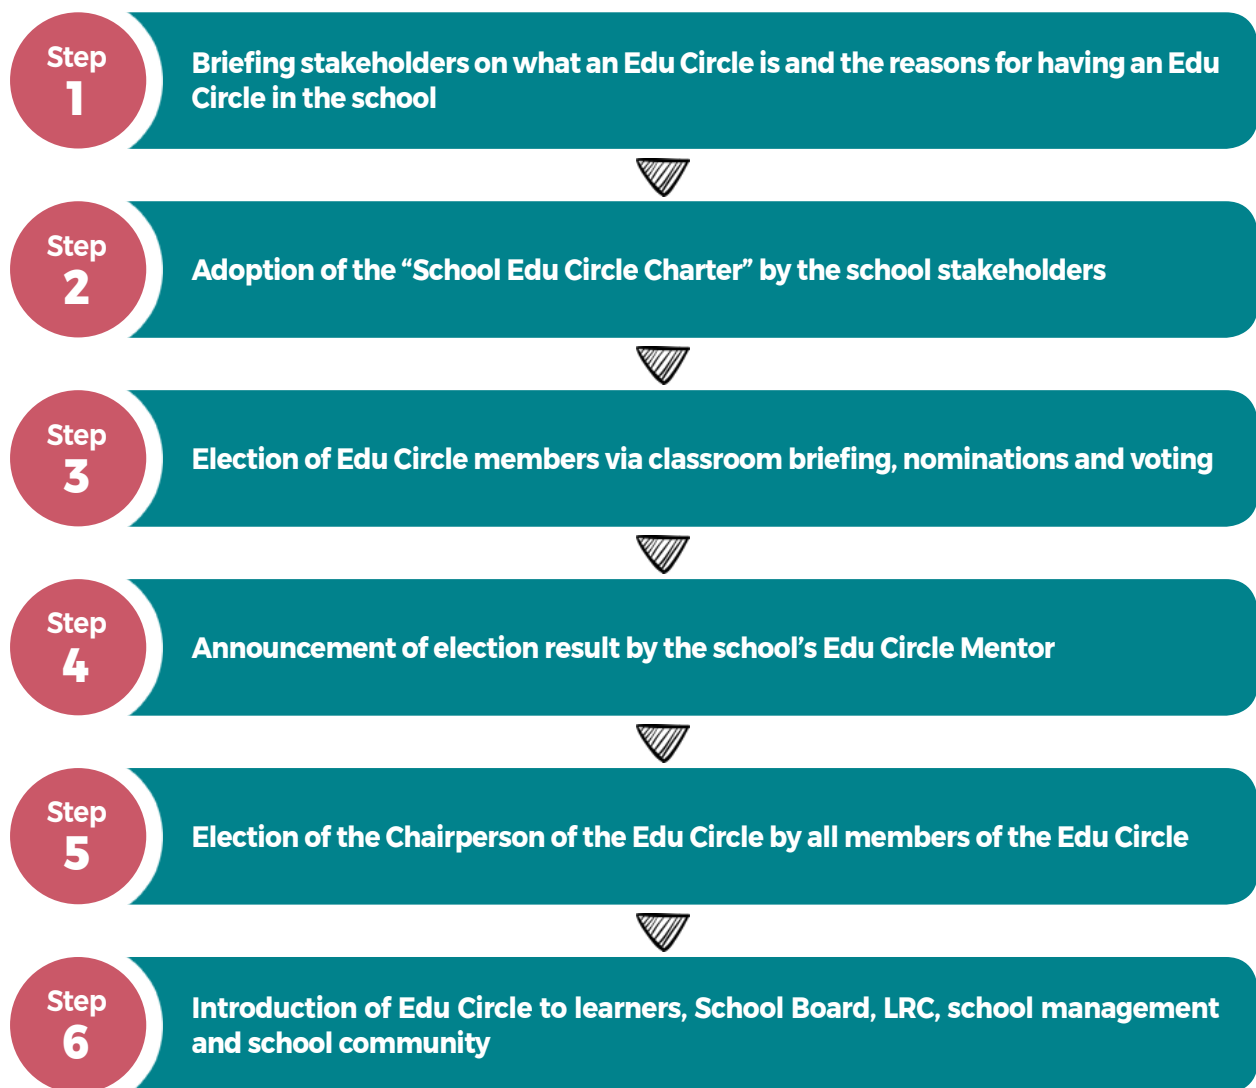 Step
1
Briefing stakeholders on what an Edu Circle is and the reasons for having an Edu
Circle in the school
Step
2
Adoption of the “School Edu Circle Charter” by the school stakeholders
Step
3
Election of Edu Circle members via classroom briefing, nominations and voting
Step
4
Announcement of election result by the school’s Edu Circle Mentor
Step
5
Election of the Chairperson of the Edu Circle by all members of the Edu Circle
Step
6
Introduction of Edu Circle to learners, School Board, LRC, school management
and school community